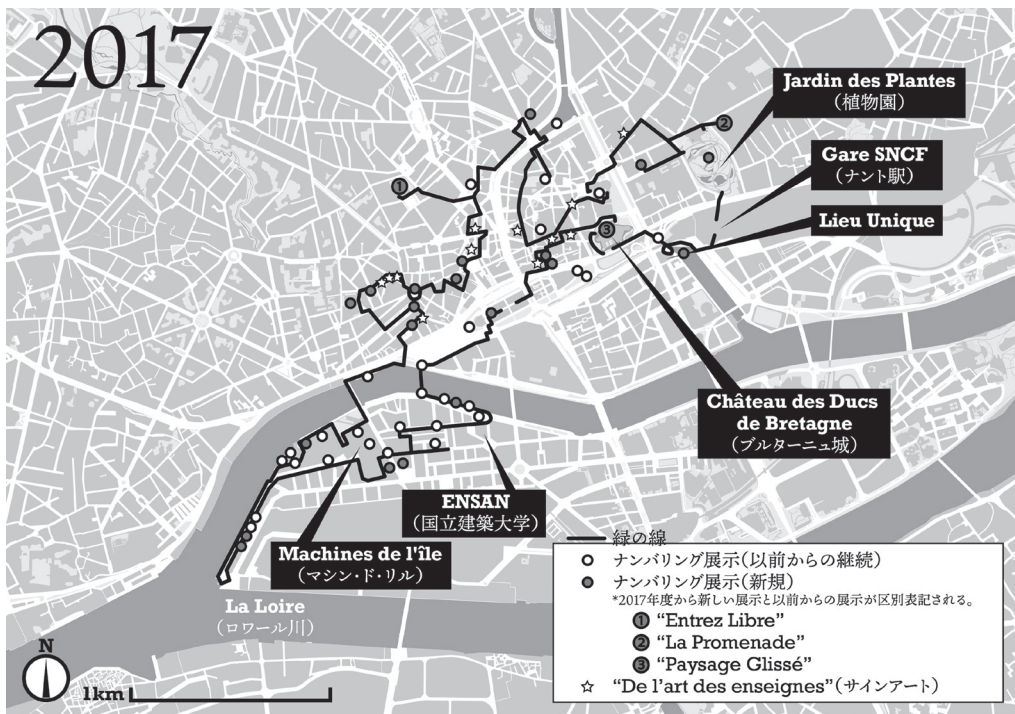 2017
Jardin des Plantes
（植物園）
Gare SNCF
（ナント駅）
Lieu Unique
Château des Ducs
de Bretagne
（ブルターニュ城）
ENSAN
（国立建築大学）
Machines de l'île
（マシン・ド・リル）
La Loire
（ロワール川）
N
1km
1
2
3
緑の線
ナンバリング展示（以前からの継続）
ナンバリング展示（新規）
*2017年度から新しい展示と以前からの展示が区別表記される。
1 “Entrez Libre”
2 “La Promenade”
3 “Paysage Glissé”
“De l’art des enseignes”（サインアート）